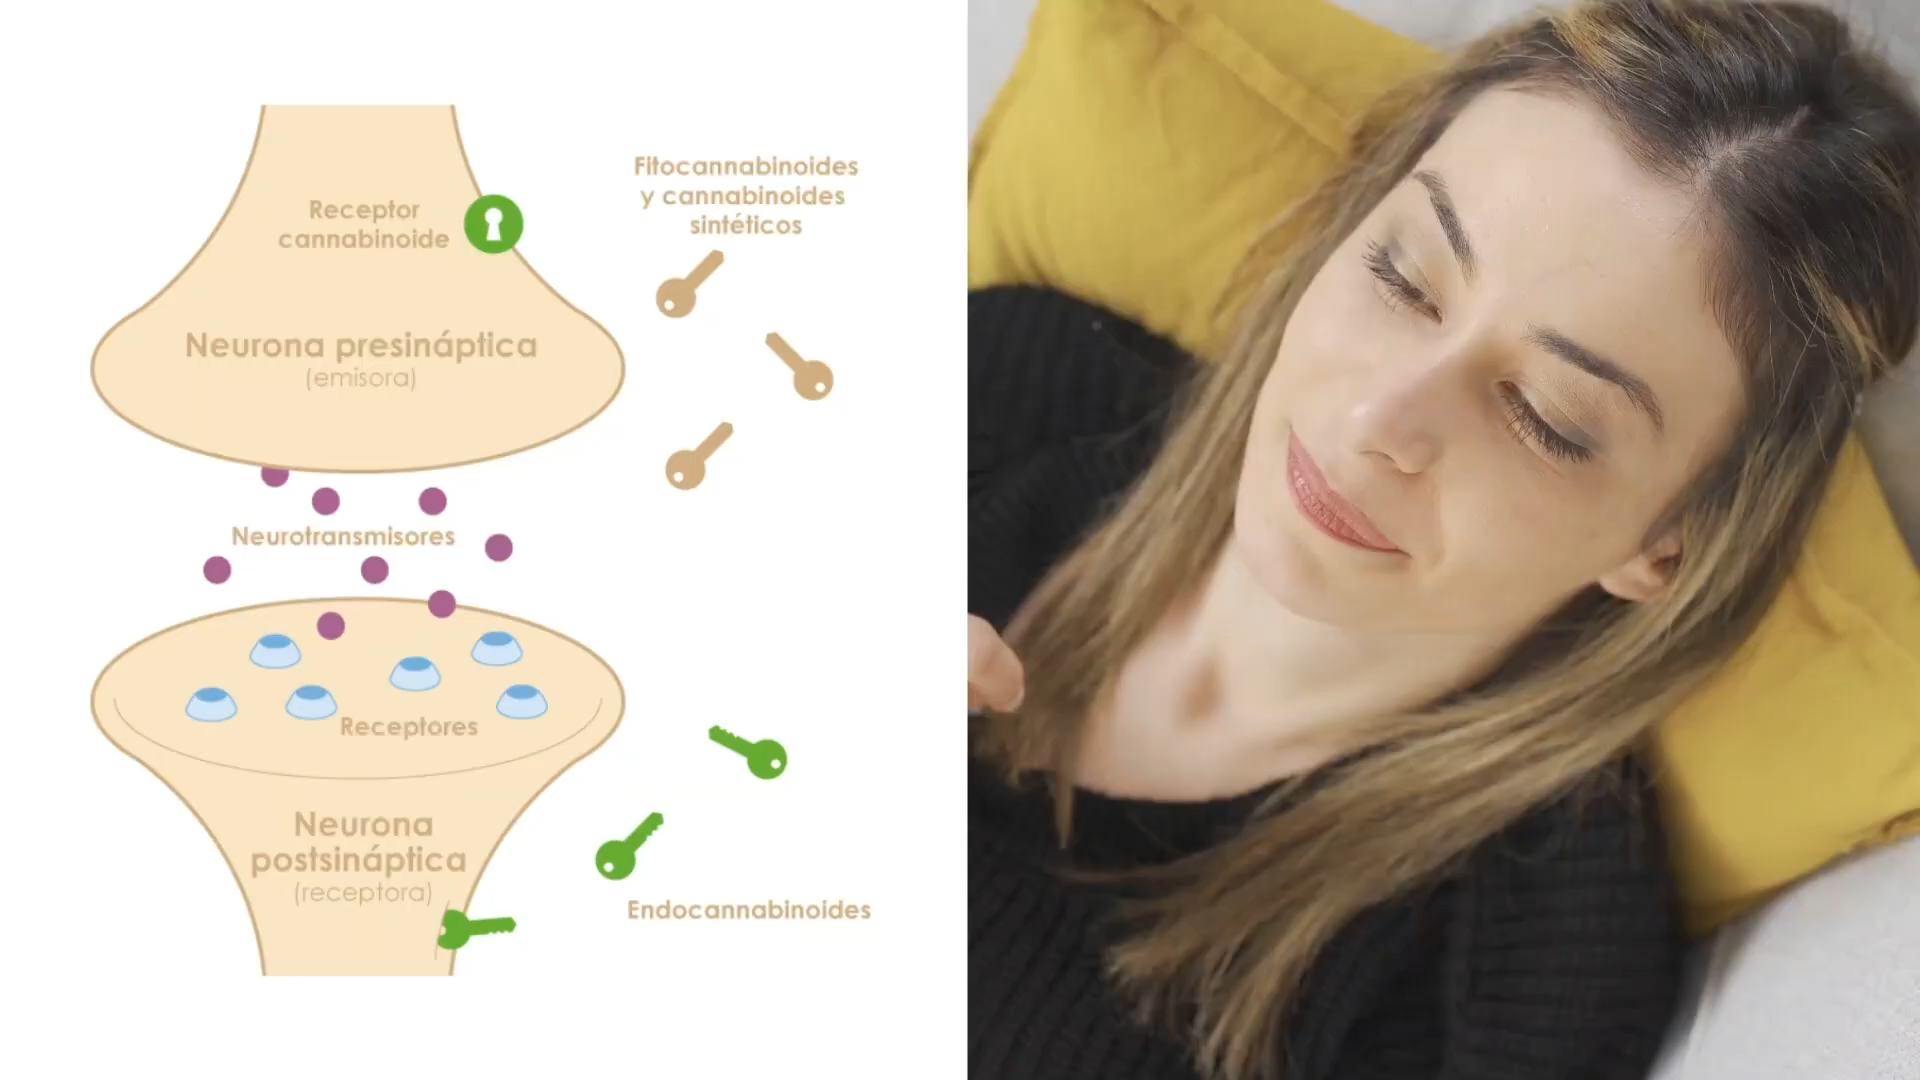 Fitocannabinoides
y cannabinoides
sintéticos
Receptor
cannabinoide
Neurona presináptica
(emisora)
Neurotransmisores
Receptores
Neurona
postsináptica
(receptora)
Endocannabinoides